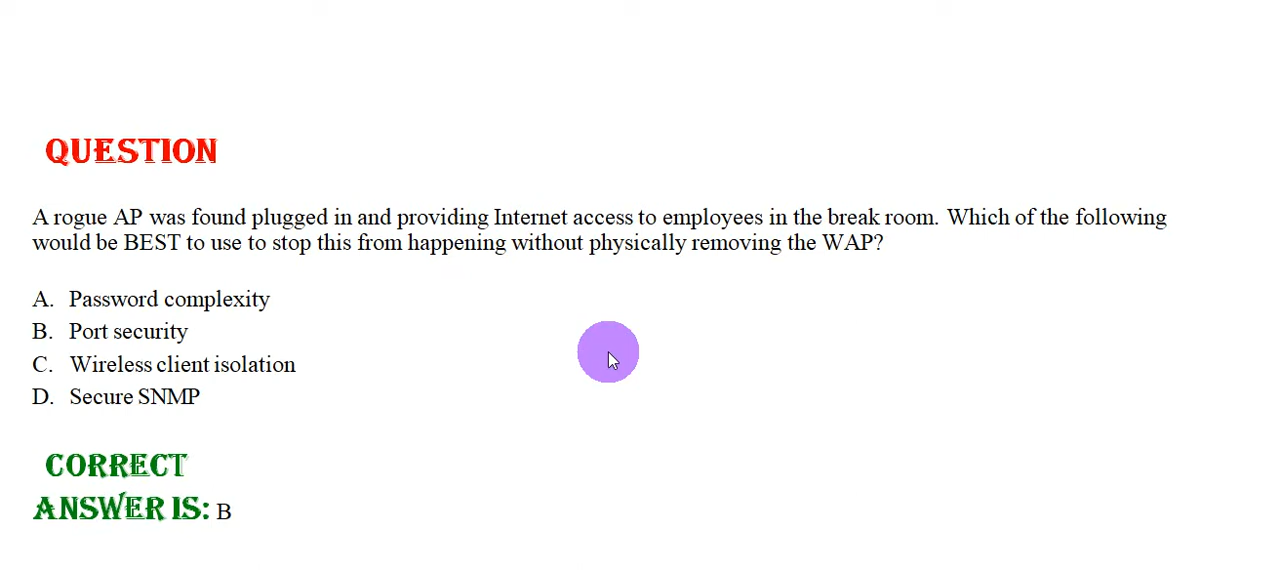 QUESTION
A rogue AP was found plugged in and providing Internet access to employees in the break room. Which of the following
would be BEST to use to stop this from happening without physically removing the WAP?
A. Password complexity
B. Port security
C. Wireless client isolation
D. Secure SNMP
CORRECT
ANSWER IS: B